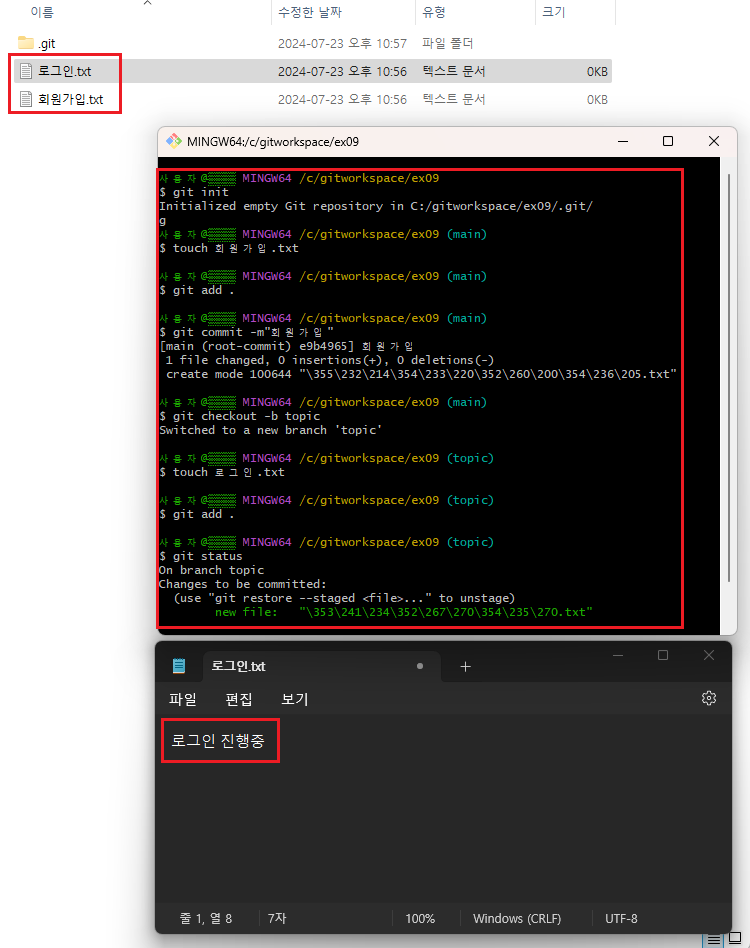 이름 수정한 날짜 유형 크기
.git 2024-07-23 오후 10:57 파일 폴더
로그인.txt 2024-07-23 오후 10:56 텍스트 문서 0KB
회원가입.txt 2024-07-23 오후 10:56 텍스트 문서 0KB
MINGW64:/c/gitworkspace/ex09
사용자@ MINGW64 /c/gitworkspace/ex09
$ git init
Initialized empty Git repository in C:/gitworkspace/ex09/.git/
g
사용자@ MINGW64 /c/gitworkspace/ex09 (main)
$ touch 회원가입.txt
사용자@ MINGW64 /c/gitworkspace/ex09 (main)
$ git add .
사용자@ MINGW64 /c/gitworkspace/ex09 (main)
$ git commit -m"회원가입"
[main (root-commit) e9b4965] 회원가입
1 file changed, 0 insertions(+), 0 deletions(-)
create mode 100644 "\355\232\214\354\233\220\352\260\200\354\236\205.txt"
사용자@ MINGW64 /c/gitworkspace/ex09 (main)
$ git checkout -b topic
Switched to a new branch 'topic'
사용자@ MINGW64 /c/gitworkspace/ex09 (topic)
$ touch 로그인.txt
사용자@ MINGW64 /c/gitworkspace/ex09 (topic)
$ git add .
사용자@ MINGW64 /c/gitworkspace/ex09 (topic)
$ git status
On branch topic
Changes to be committed:
(use "git restore --staged <file>..." to unstage)
new file: "\353\241\234\352\267\270\354\235\270.txt"
로그인.txt
파일 편집 보기
로그인 진행중
줄 1, 열 8 7자 100% Windows (CRLF) UTF-8